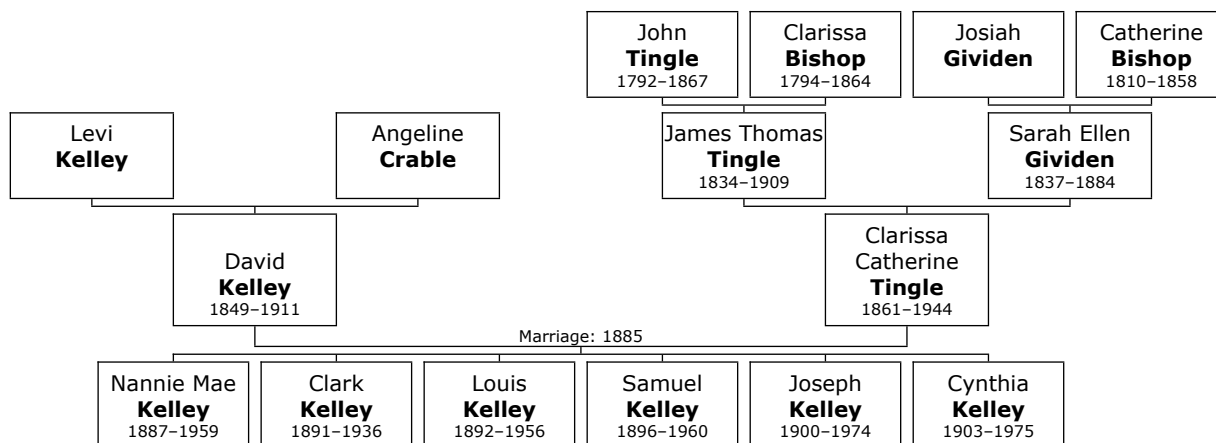 John
Tingle
1792–1867
Clarissa
Bishop
1794–1864
Josiah
Gividen
Catherine
Bishop
1810–1858
Levi
Kelley
Angeline
Crable
James Thomas
Tingle
1834–1909
Sarah Ellen
Gividen
1837–1884
David
Kelley
1849–1911
Clarissa
Catherine
Tingle
1861–1944
Marriage: 1885
Nannie Mae
Kelley
1887–1959
Clark
Kelley
1891–1936
Louis
Kelley
1892–1956
Samuel
Kelley
1896–1960
Joseph
Kelley
1900–1974
Cynthia
Kelley
1903–1975